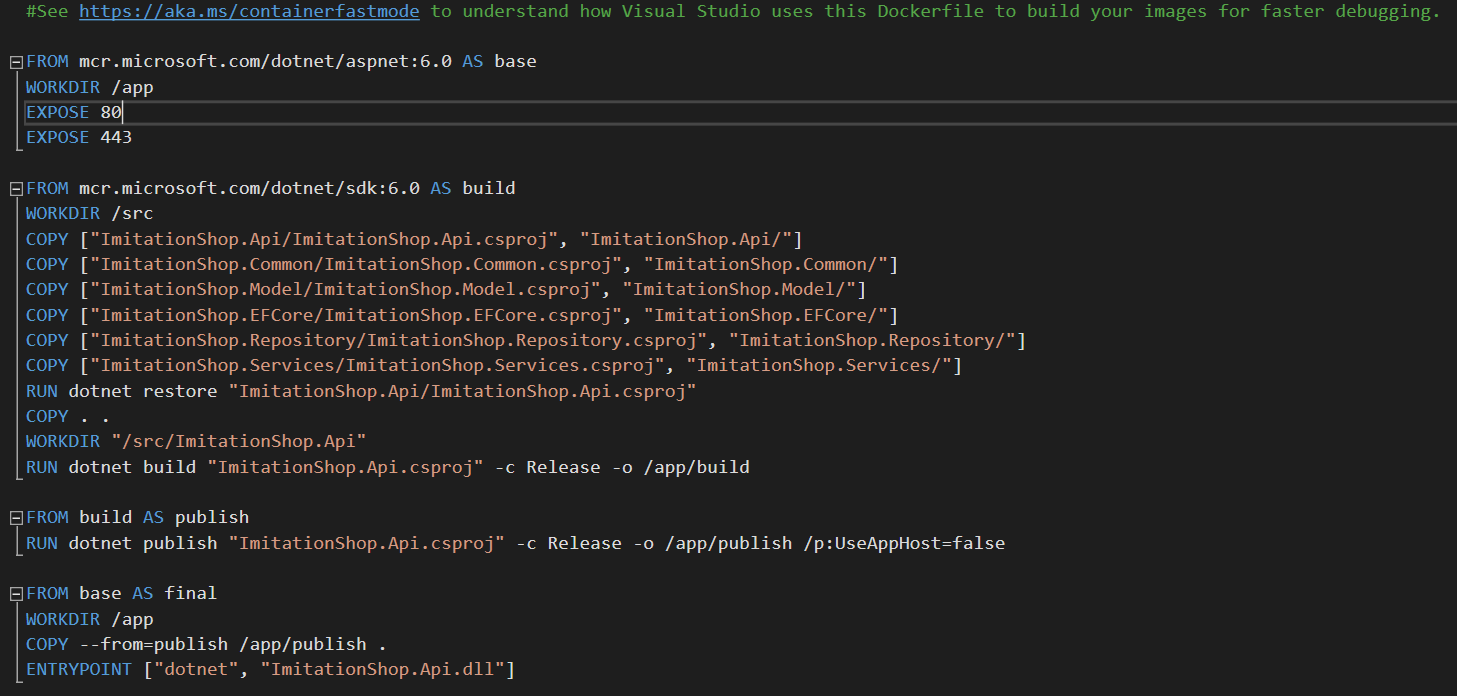 #See https://aka.ms/containerfastmode to understand how Visual Studio uses this Dockerfile to build your images for faster debugging.
FROM mcr.microsoft.com/dotnet/aspnet:6.0 AS base
WORKDIR /app
EXPOSE 80
EXPOSE 443
FROM mcr.microsoft.com/dotnet/sdk:6.0 AS build
WORKDIR /src
COPY ["ImitationShop.Api/ImitationShop.Api.csproj", "ImitationShop.Api/"]
COPY ["ImitationShop.Common/ImitationShop.Common.csproj", "ImitationShop.Common/"]
COPY ["ImitationShop.Model/ImitationShop.Model.csproj", "ImitationShop.Model/"]
COPY ["ImitationShop.EFCore/ImitationShop.EFCore.csproj", "ImitationShop.EFCore/"]
COPY ["ImitationShop.Repository/ImitationShop.Repository.csproj", "ImitationShop.Repository/"]
COPY ["ImitationShop.Services/ImitationShop.Services.csproj", "ImitationShop.Services/"]
RUN dotnet restore "ImitationShop.Api/ImitationShop.Api.csproj"
COPY . .
WORKDIR "/src/ImitationShop.Api"
RUN dotnet build "ImitationShop.Api.csproj" -c Release -o /app/build
FROM build AS publish
RUN dotnet publish "ImitationShop.Api.csproj" -c Release -o /app/publish /p:UseAppHost=false
FROM base AS final
WORKDIR /app
COPY --from=publish /app/publish .
ENTRYPOINT ["dotnet", "ImitationShop.Api.dll"]